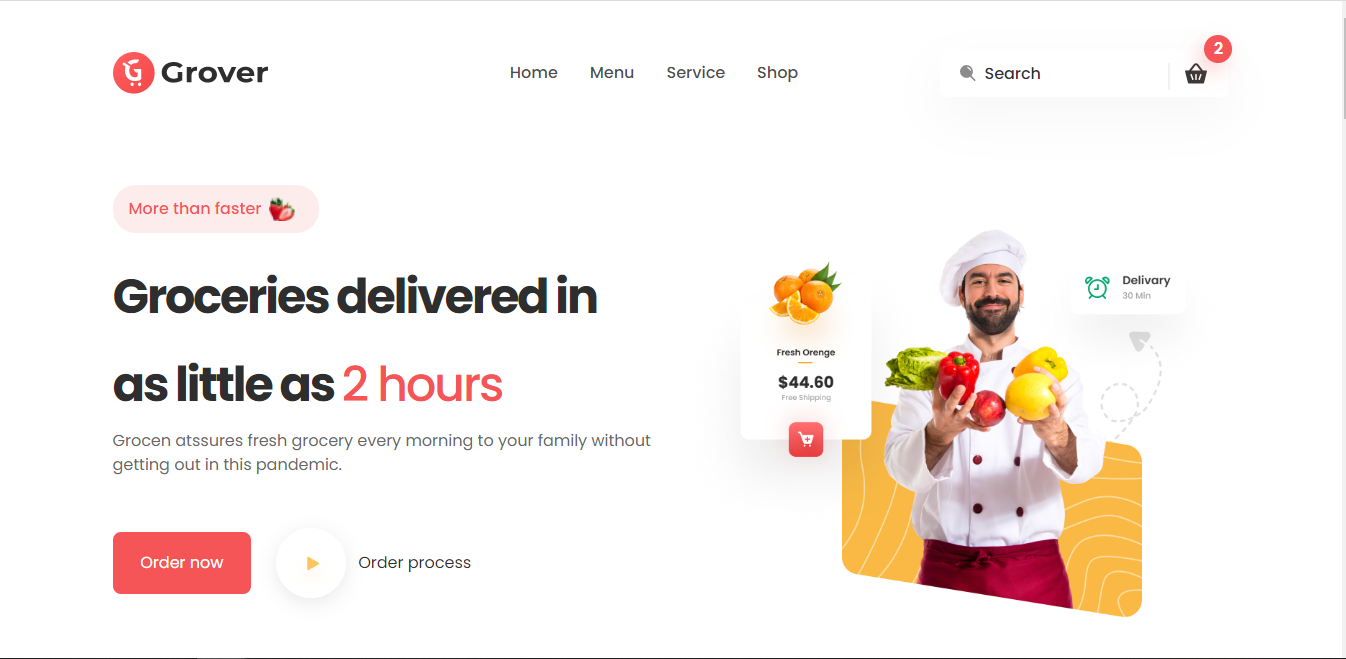 Grover
Home
Menu
Service
Shop
Search
2
More than faster
Groceries delivered in
as little as 2 hours
Grocen atssures fresh grocery every morning to your family without
getting out in this pandemic.
Order now
Order process
Fresh Orenge
$44.60
Free Shipping
Delivary
30 Min